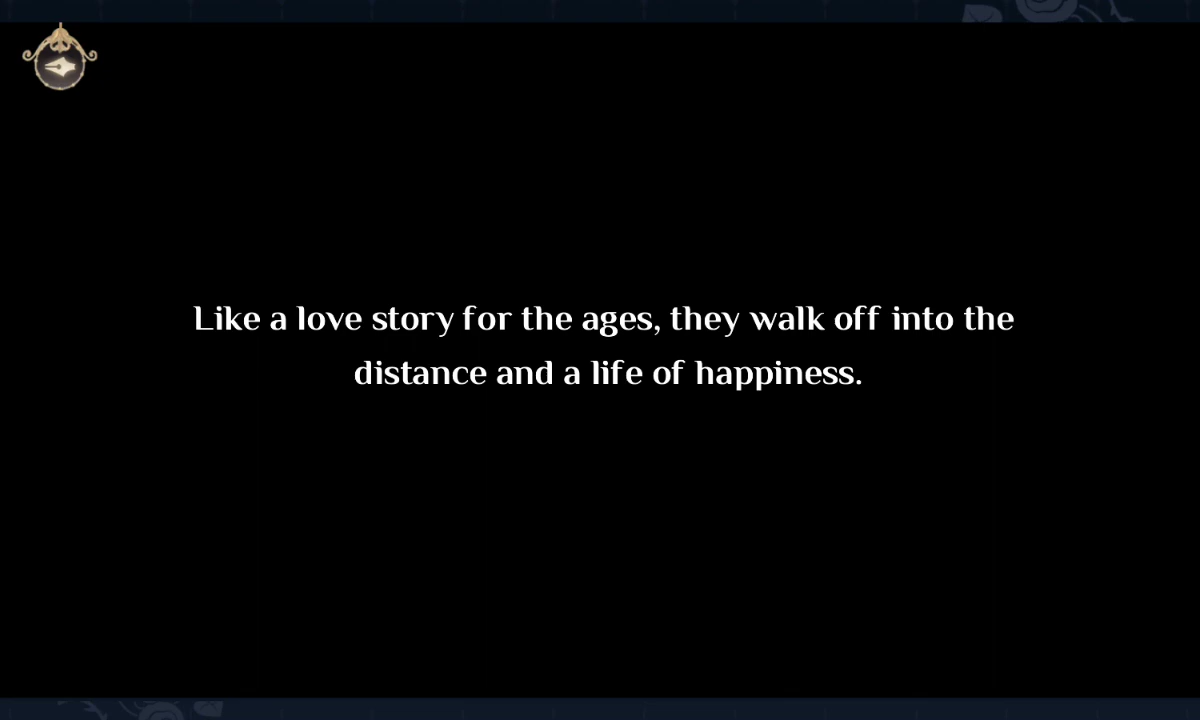 Like a love story for the ages, they walk off into the
distance and a life of happiness.